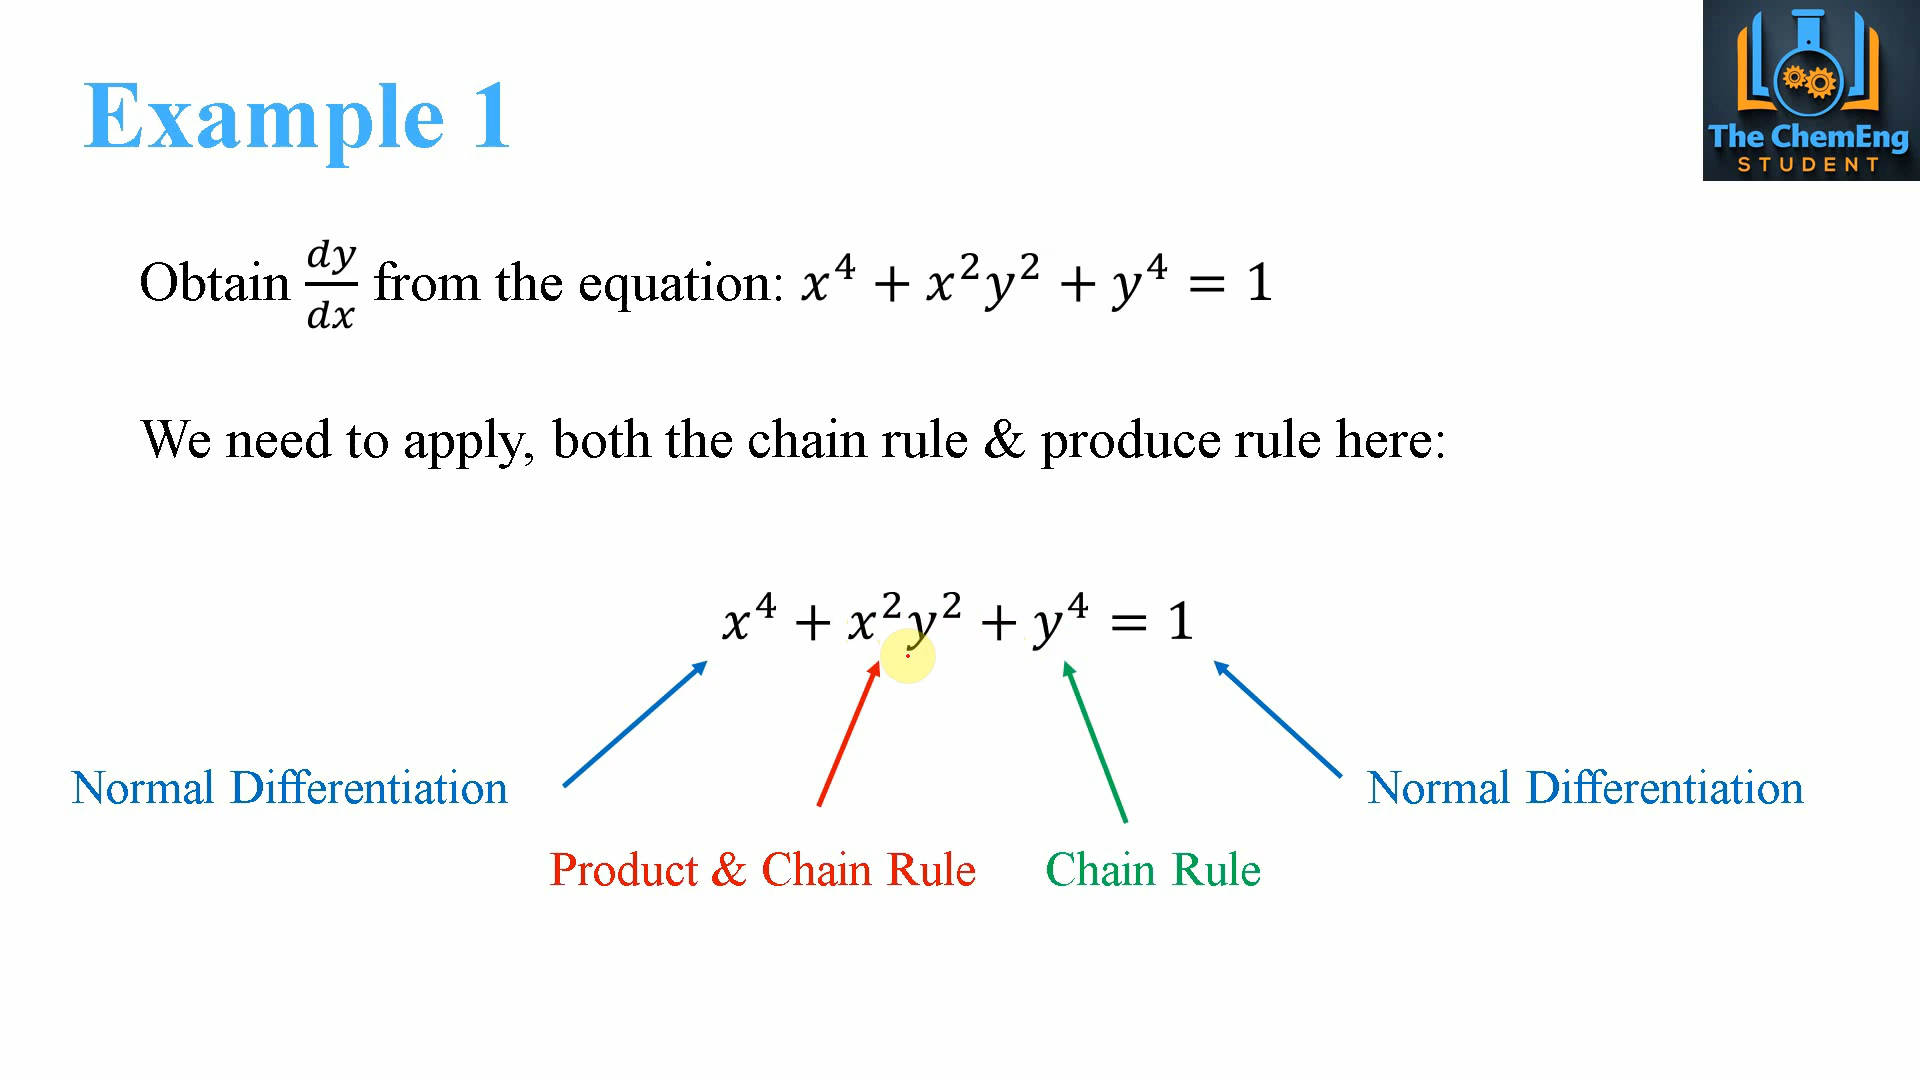 Example 1
The ChemEng
STUDENT
Obtain dy/dx from the equation: x⁴ + x²y² + y⁴ = 1
We need to apply, both the chain rule & produce rule here:
x⁴ + x²y² + y⁴ = 1
Normal Differentiation
Normal Differentiation
Product & Chain Rule
Chain Rule